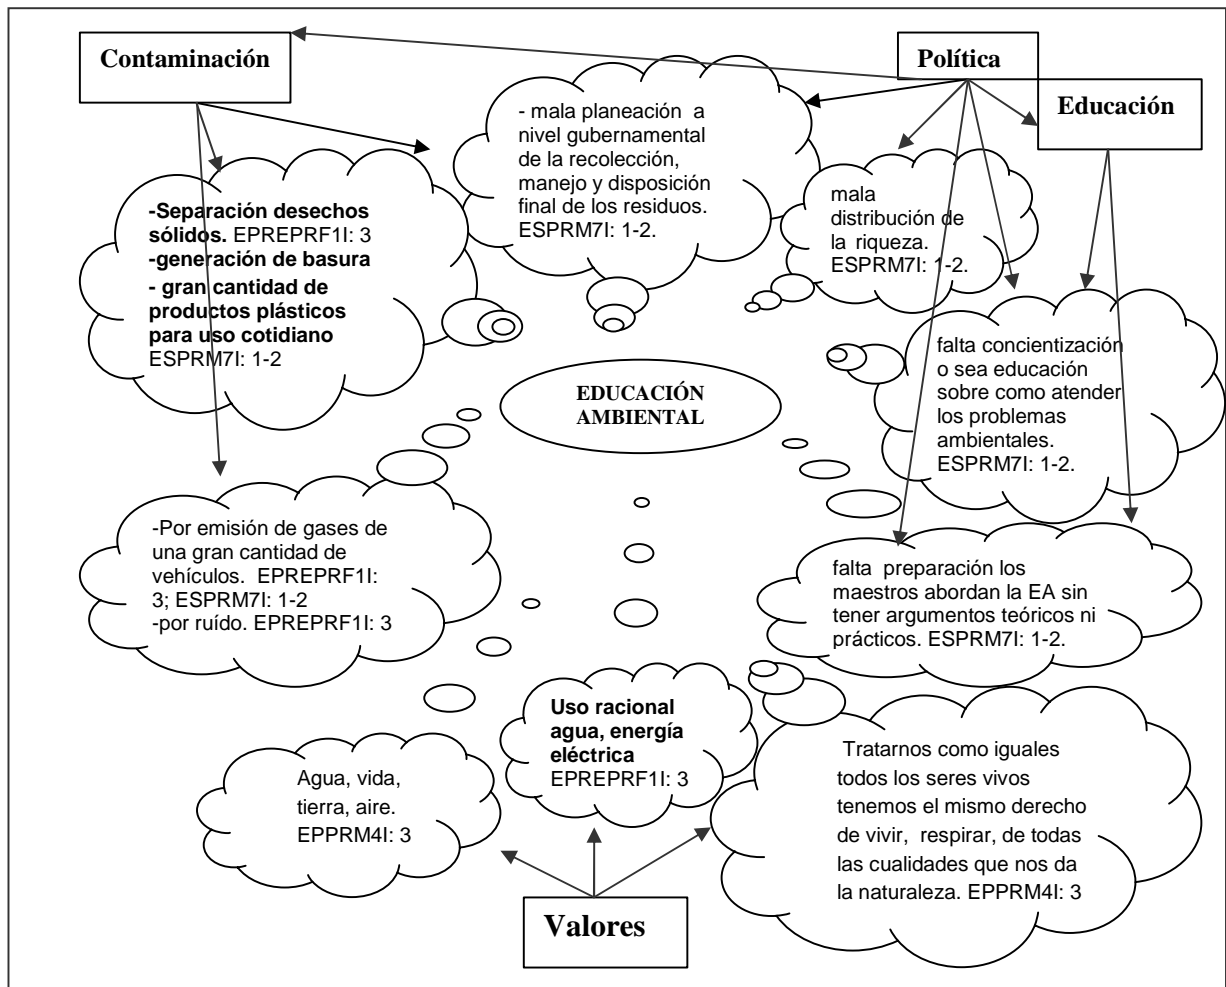 Contaminación
Política
Educación
- mala planeación a
nivel gubernamental
de la recolección,
manejo y disposición
final de los residuos.
ESPRM7I: 1-2.
mala
distribución de
la riqueza.
ESPRM7I: 1-2.
-Separación desechos
sólidos. EPREPRF1I: 3
-generación de basura
- gran cantidad de
productos plásticos
para uso cotidiano
ESPRM7I: 1-2
falta concientización
o sea educación
sobre como atender
los problemas
ambientales.
ESPRM7I: 1-2.
EDUCACIÓN
AMBIENTAL
-Por emisión de gases de
una gran cantidad de
vehículos. EPREPRF1I:
3; ESPRM7I: 1-2
-por ruído. EPREPRF1I: 3
falta preparación los
maestros abordan la EA sin
tener argumentos teóricos ni
prácticos. ESPRM7I: 1-2.
Uso racional
agua, energía
eléctrica
EPREPRF1I: 3
Agua, vida,
tierra, aire.
EPPRM4I: 3
Tratarnos como iguales
todos los seres vivos
tenemos el mismo derecho
de vivir, respirar, de todas
las cualidades que nos da
la naturaleza. EPPRM4I: 3
Valores